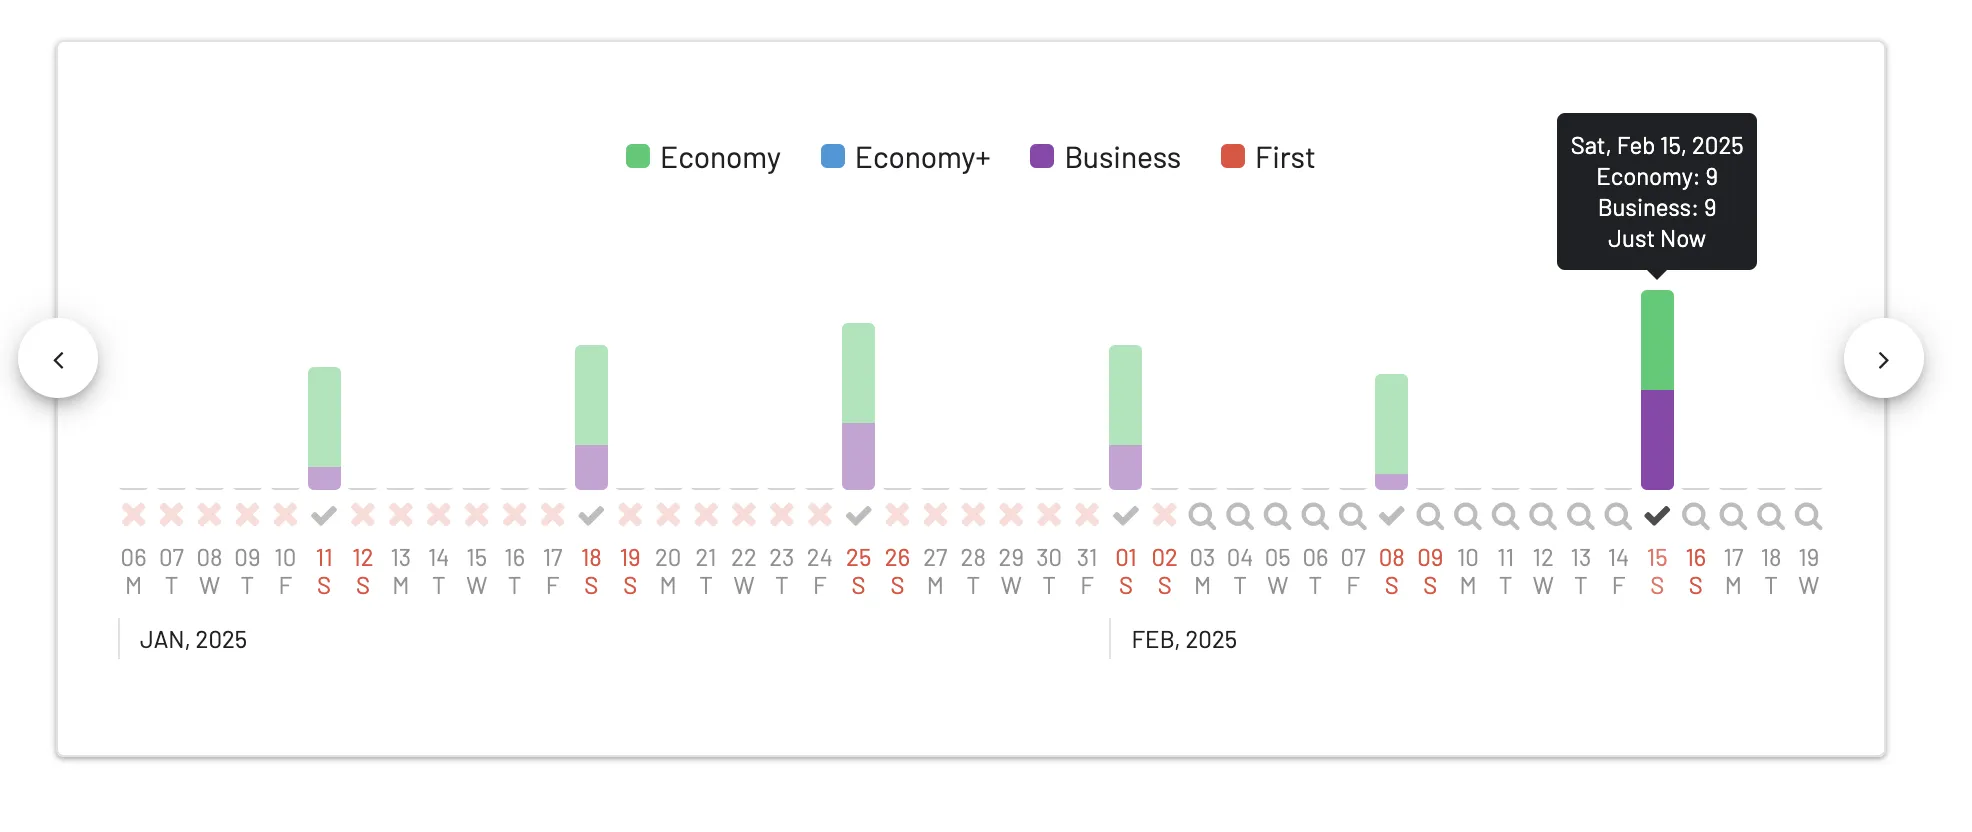 Economy Economy+ Business First
Sat, Feb 15, 2025
Economy: 9
Business: 9
Just Now
06 07 08 09 10 11 12 13 14 15 16 17 18 19 20 21 22 23 24 25 26 27 28 29 30 31 01 02 03 04 05 06 07 08 09 10 11 12 13 14 15 16 17 18 19
M T W T F S S M T W T F S S M T W T F S S M T W T F S S M T W T F S S M T W T F S S M T W
JAN, 2025 FEB, 2025